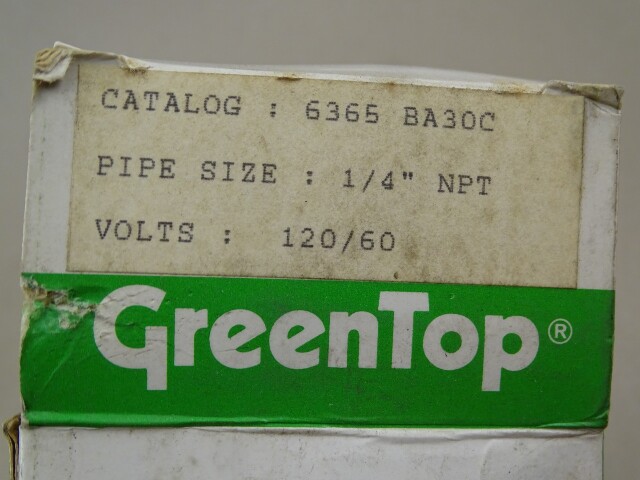 CATALOG : 6365 BA30C
PIPE SIZE : 1/4" NPT
VOLTS : 120/60
GreenTop®